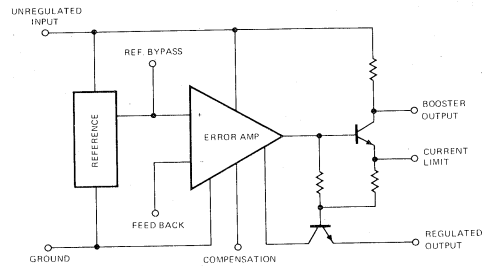 UNREGULATED
INPUT
REF. BYPASS
REFERENCE
+
ERROR AMP
–
BOOSTER
OUTPUT
CURRENT
LIMIT
FEED BACK
REGULATED
OUTPUT
GROUND
COMPENSATION